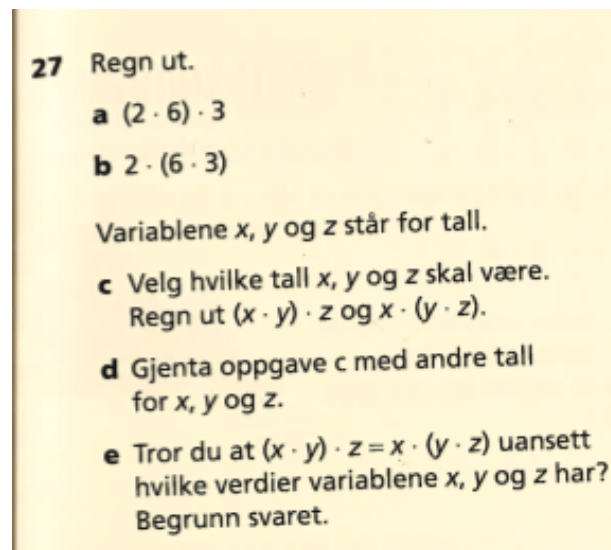 27 Regn ut.
a (2 · 6) · 3
b 2 · (6 · 3)
Variablene x, y og z står for tall.
c Velg hvilke tall x, y og z skal være.
Regn ut (x · y) · z og x · (y · z).
d Gjenta oppgave c med andre tall
for x, y og z.
e Tror du at (x · y) · z = x · (y · z) uansett
hvilke verdier variablene x, y og z har?
Begrunn svaret.